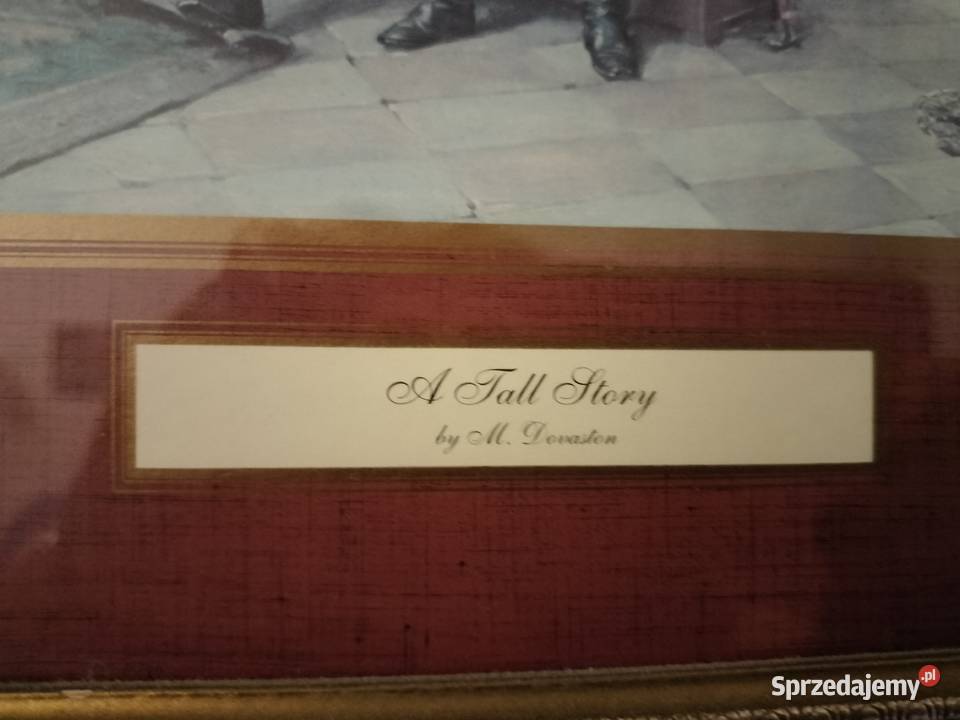 A Tall Story
by M. Dovaston
Sprzedajemy.pl